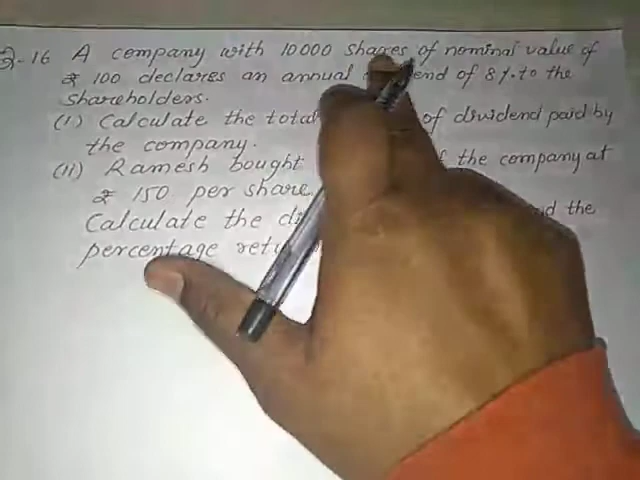 Q.16 A company with 10000 shares of nominal value of
₹ 100 declares an annual end of 8% to the
shareholders.
(I) Calculate the total of dividend paid by
the company.
(II) Ramesh bought the company at
₹ 150 per share
Calculate the the
percentage